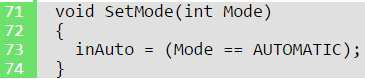 71 void SetMode(int Mode)
72 {
73   inAuto = (Mode == AUTOMATIC);
74 }